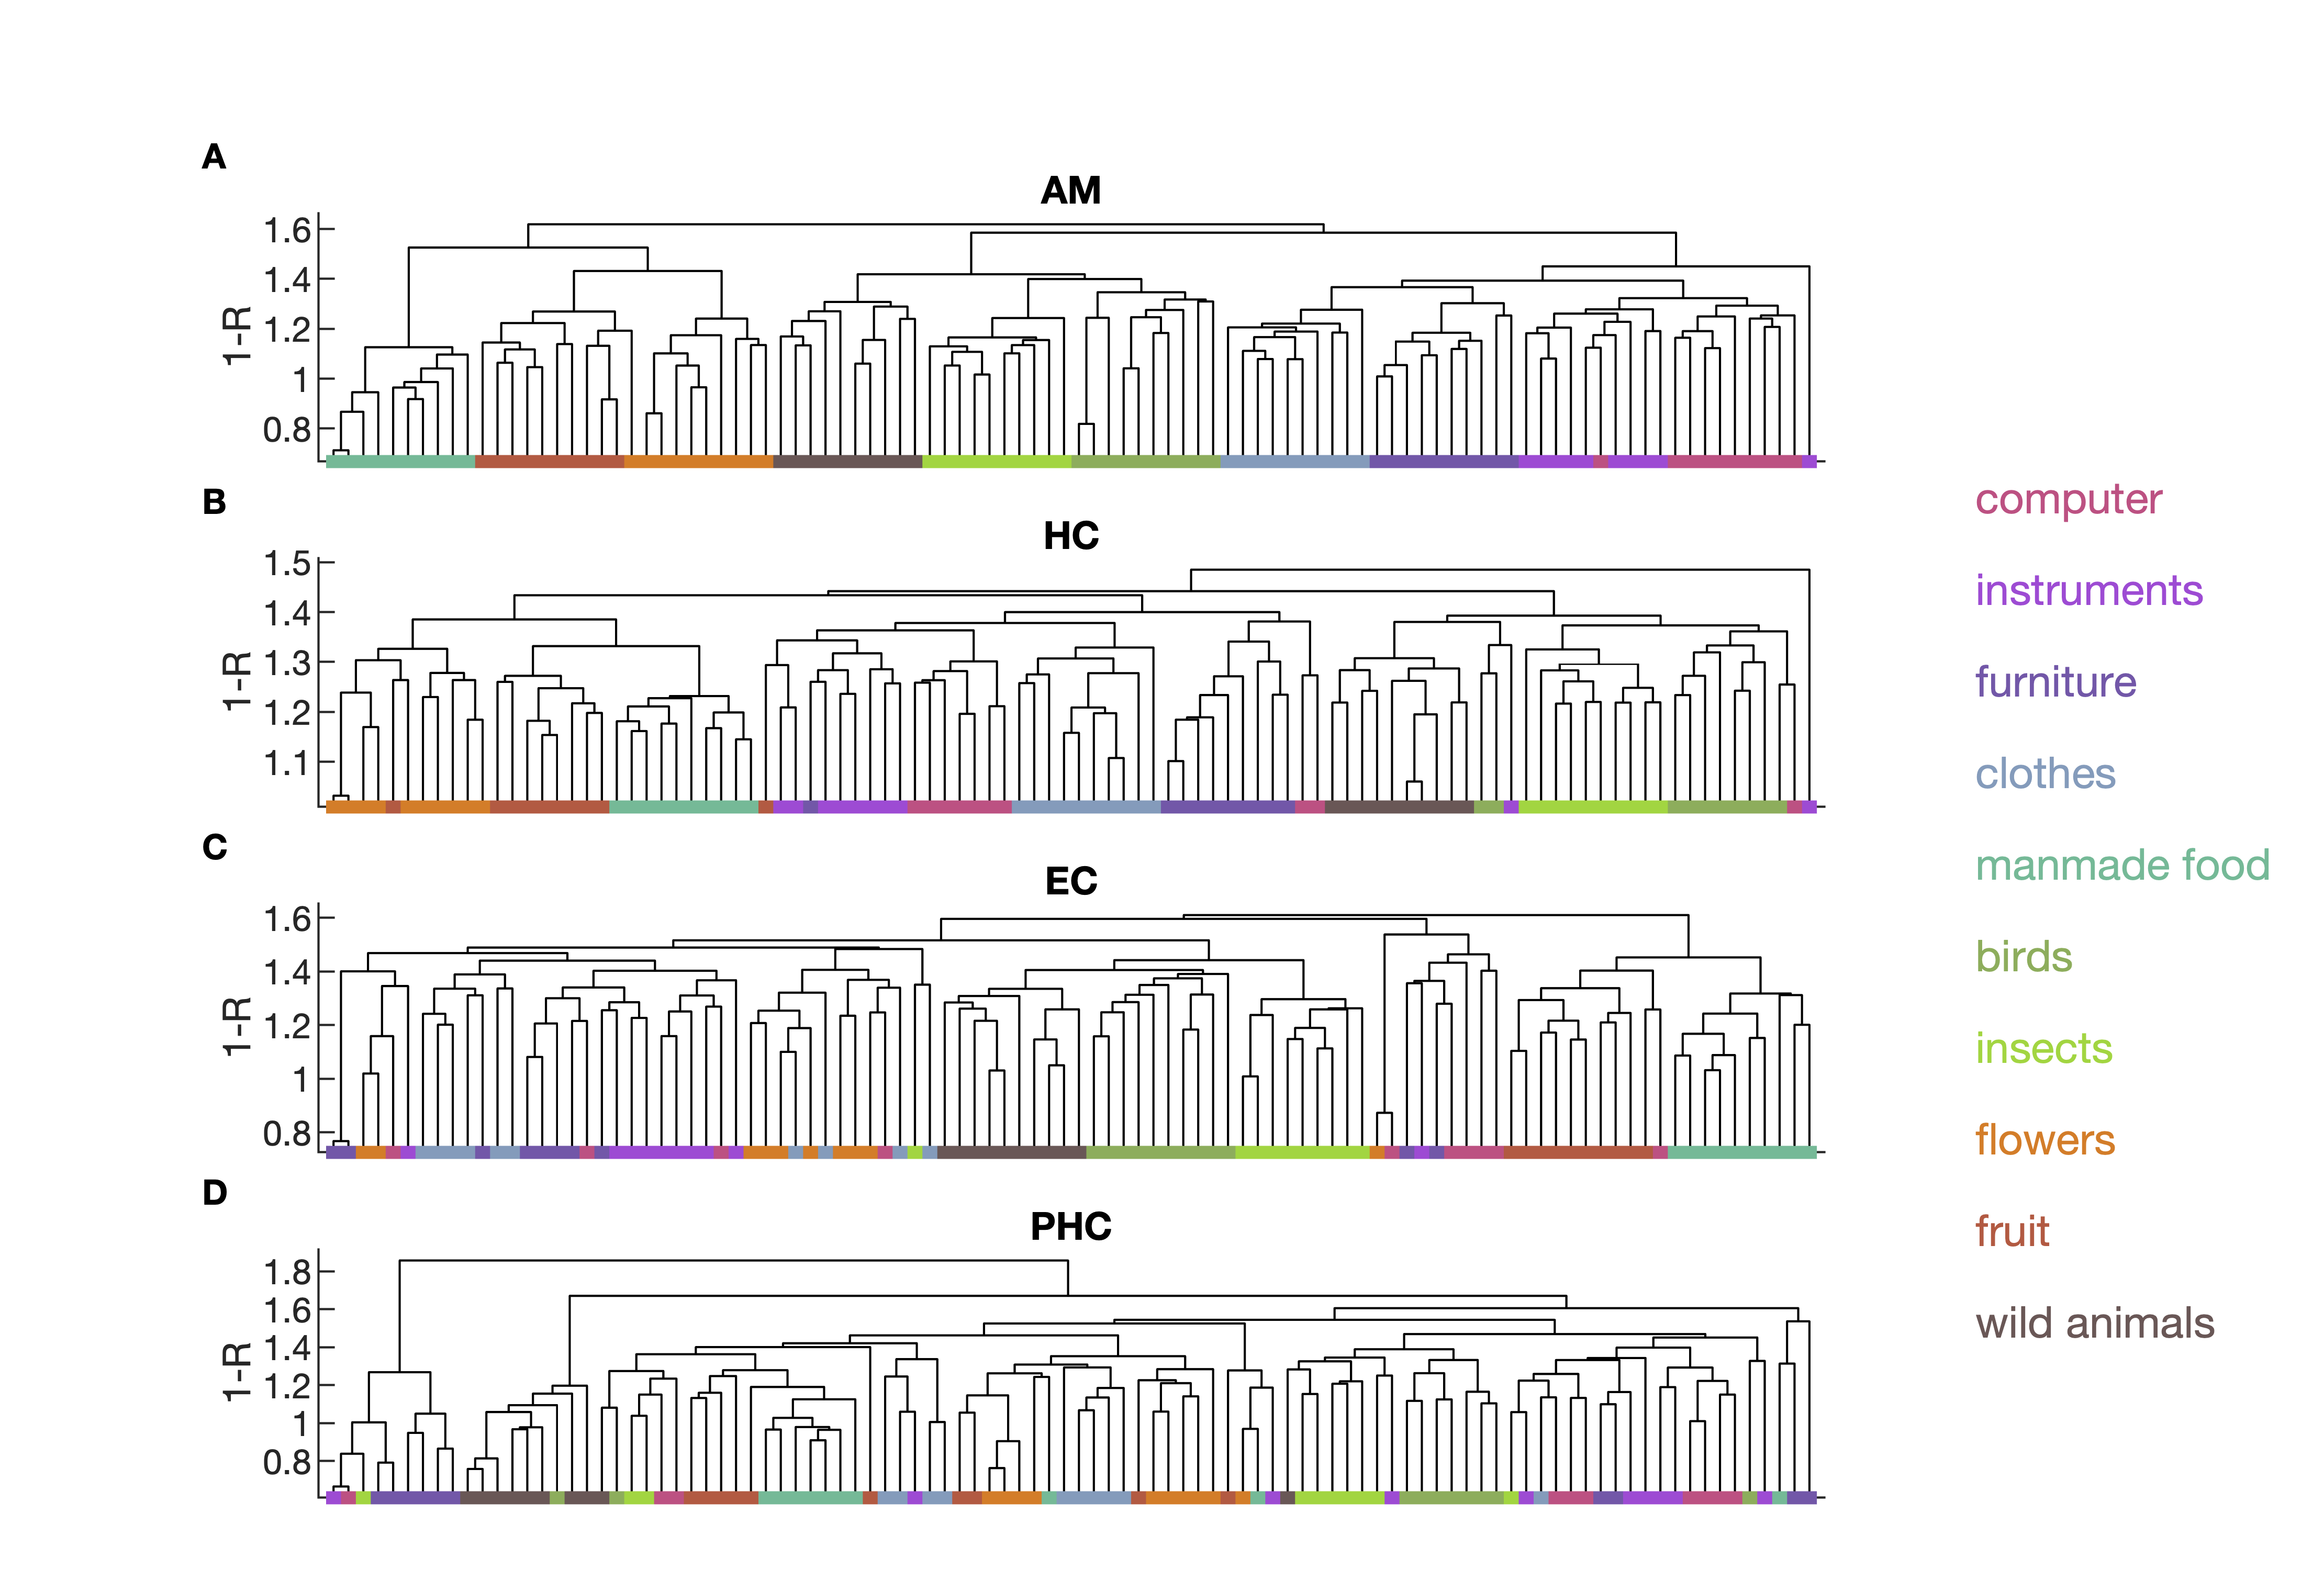 A
AM
1.6
1.4
1.2
1
0.8
1-R
B
HC
1.5
1.4
1.3
1.2
1.1
1-R
C
EC
1.6
1.4
1.2
1
0.8
1-R
D
PHC
1.8
1.6
1.4
1.2
1
0.8
1-R
computer
instruments
furniture
clothes
manmade food
birds
insects
flowers
fruit
wild animals